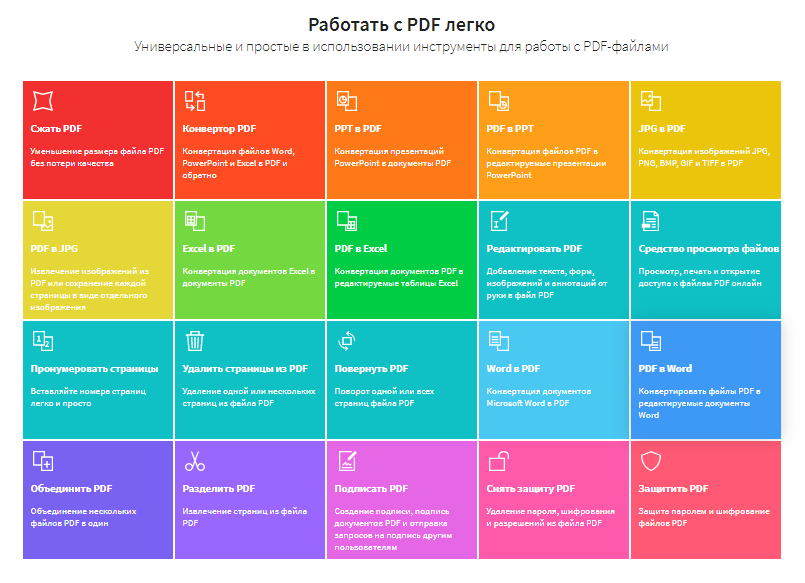 Работать с PDF легко
Универсальные и простые в использовании инструменты для работы с PDF-файлами
Сжать PDF
Уменьшение размера файла PDF
без потери качества
Конвертор PDF
Конвертация файлов Word,
PowerPoint и Excel в PDF и
обратно
PPT в PDF
Конвертация презентаций
PowerPoint в документы PDF
PDF в PPT
Конвертация файлов PDF в
редактируемые презентации
PowerPoint
JPG в PDF
Конвертация изображений JPG,
PNG, BMP, GIF и TIFF в PDF
PDF в JPG
Извлечение изображений из
PDF или сохранение каждой
страницы в виде отдельного
изображения
Excel в PDF
Конвертация документов Excel в
документы PDF
PDF в Excel
Конвертация документов PDF в
редактируемые таблицы Excel
Редактировать PDF
Добавление текста, форм,
изображений и аннотаций от
руки в файл PDF
Средство просмотра файлов
Просмотр, печать и открытие
доступа к файлам PDF онлайн
1
2
Пронумеровать страницы
Вставляйте номера страниц
легко и просто
Удалить страницы из PDF
Удаление одной или нескольких
страниц из файла PDF
Повернуть PDF
Поворот одной или всех
страниц файла PDF
Word в PDF
Конвертация документов
Microsoft Word в PDF
PDF в Word
Конвертировать файлы PDF в
редактируемые документы
Word
Объединить PDF
Объединение нескольких
файлов PDF в один
Разделить PDF
Извлечение страниц из файла
PDF
Подписать PDF
Создание подписи, подпись
документов PDF и отправка
запросов на подпись другим
пользователям
Снять защиту PDF
Удаление пароля, шифрования
и разрешений из файла PDF
Защитить PDF
Защита паролем и шифрование
файлов PDF